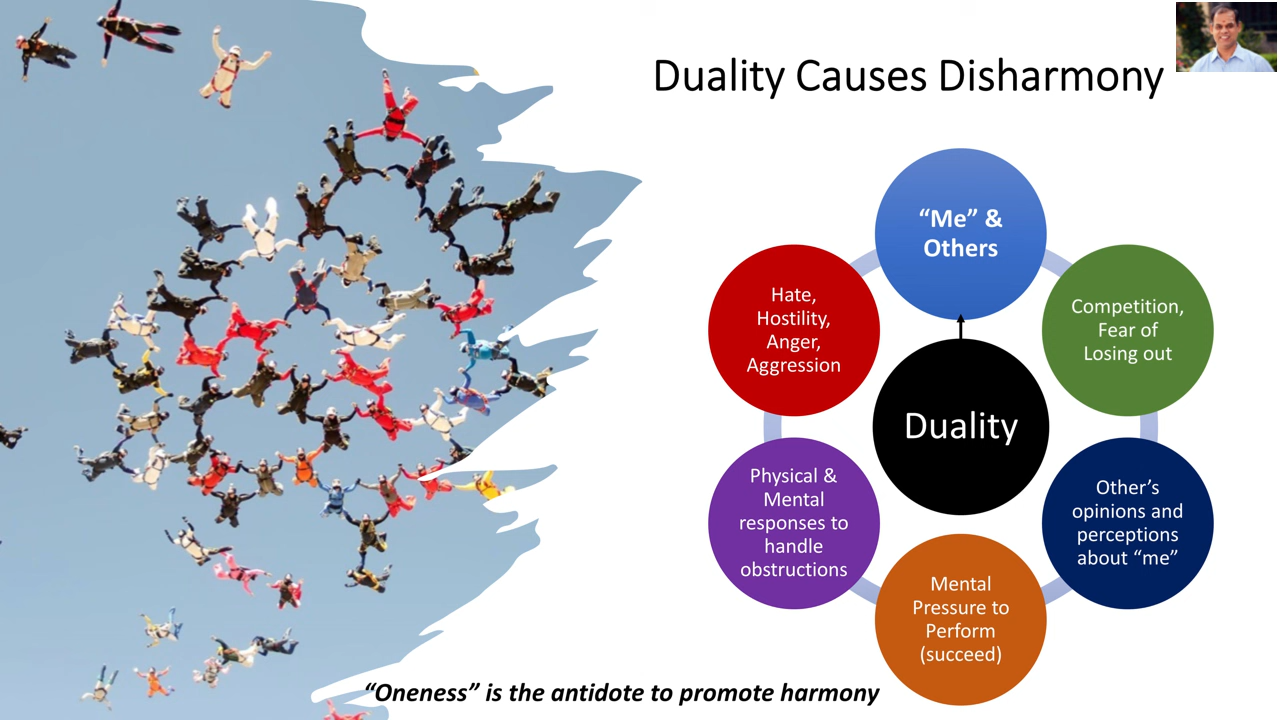 Duality Causes Disharmony
“Me” &
Others
Competition,
Fear of
Losing out
Other’s
opinions and
perceptions
about “me”
Mental
Pressure to
Perform
(succeed)
Physical &
Mental
responses to
handle
obstructions
Hate,
Hostility,
Anger,
Aggression
Duality
“Oneness” is the antidote to promote harmony